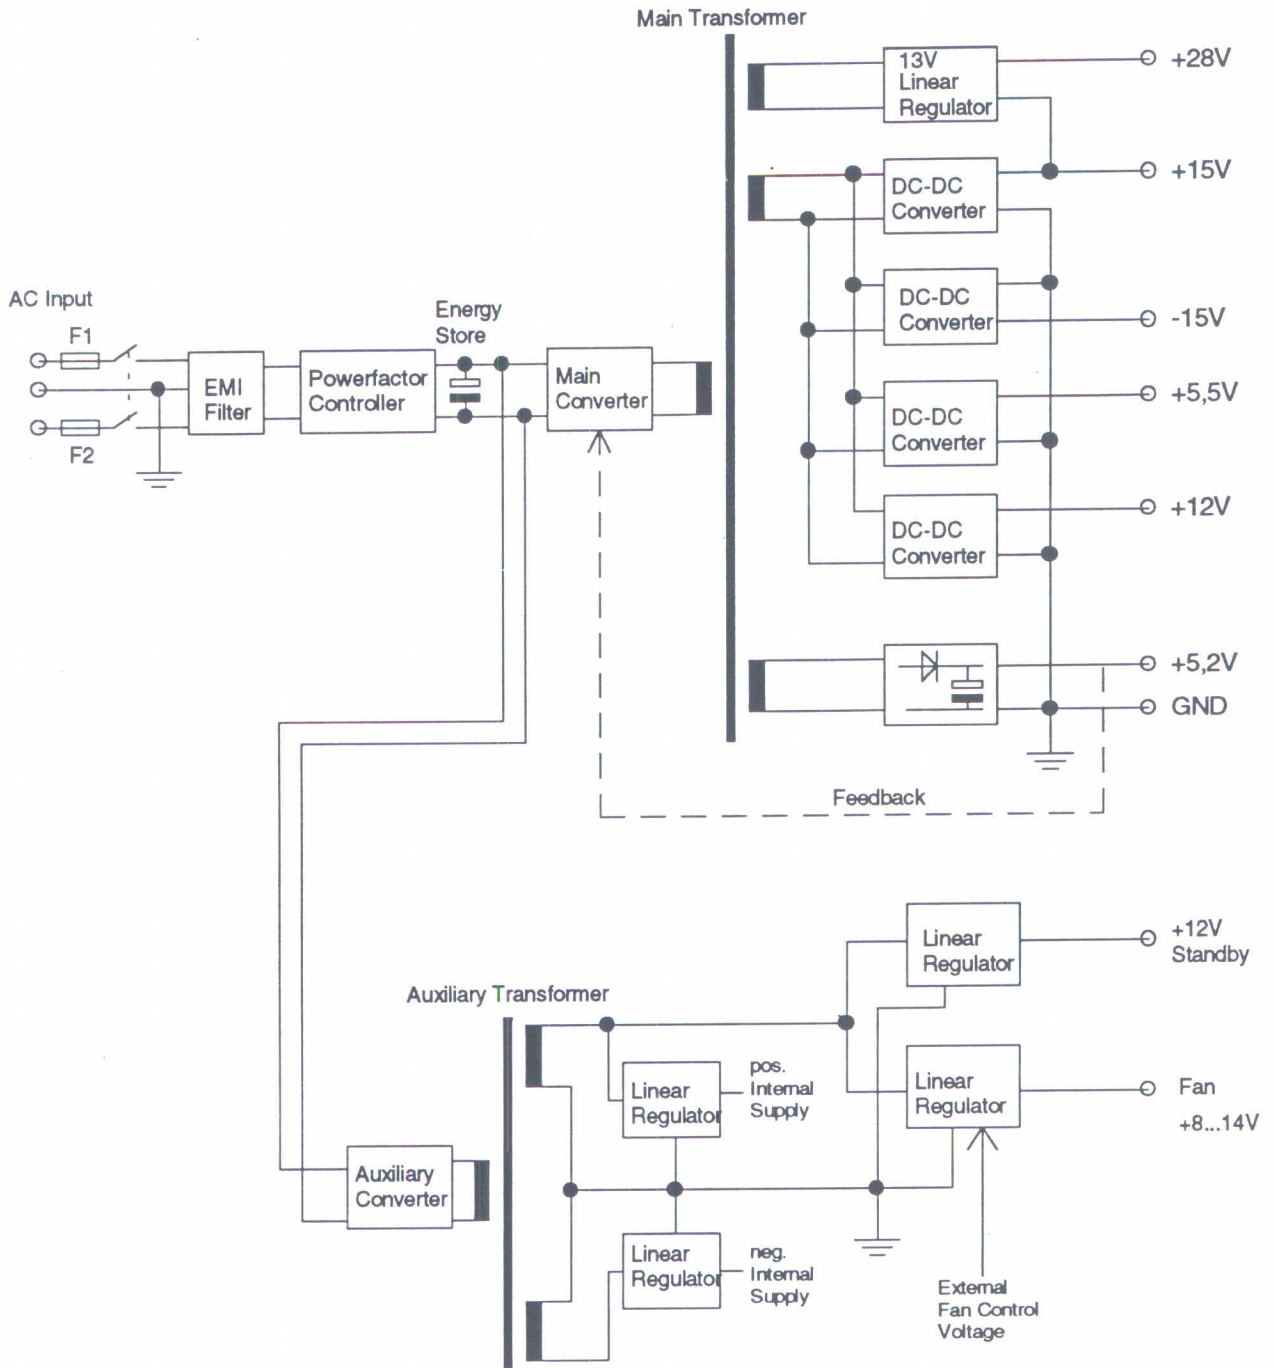 Main Transformer
13V
Linear
Regulator
+28V
DC-DC
Converter
+15V
DC-DC
Converter
-15V
AC Input
F1
F2
EMI
Filter
Powerfactor
Controller
Energy
Store
Main
Converter
DC-DC
Converter
+5,5V
DC-DC
Converter
+12V
+5,2V
GND
Feedback
Linear
Regulator
+12V
Standby
Auxiliary Transformer
Linear
Regulator
pos.
Internal
Supply
Linear
Regulator
Fan
+8...14V
Auxiliary
Converter
Linear
Regulator
neg.
Internal
Supply
External
Fan Control
Voltage